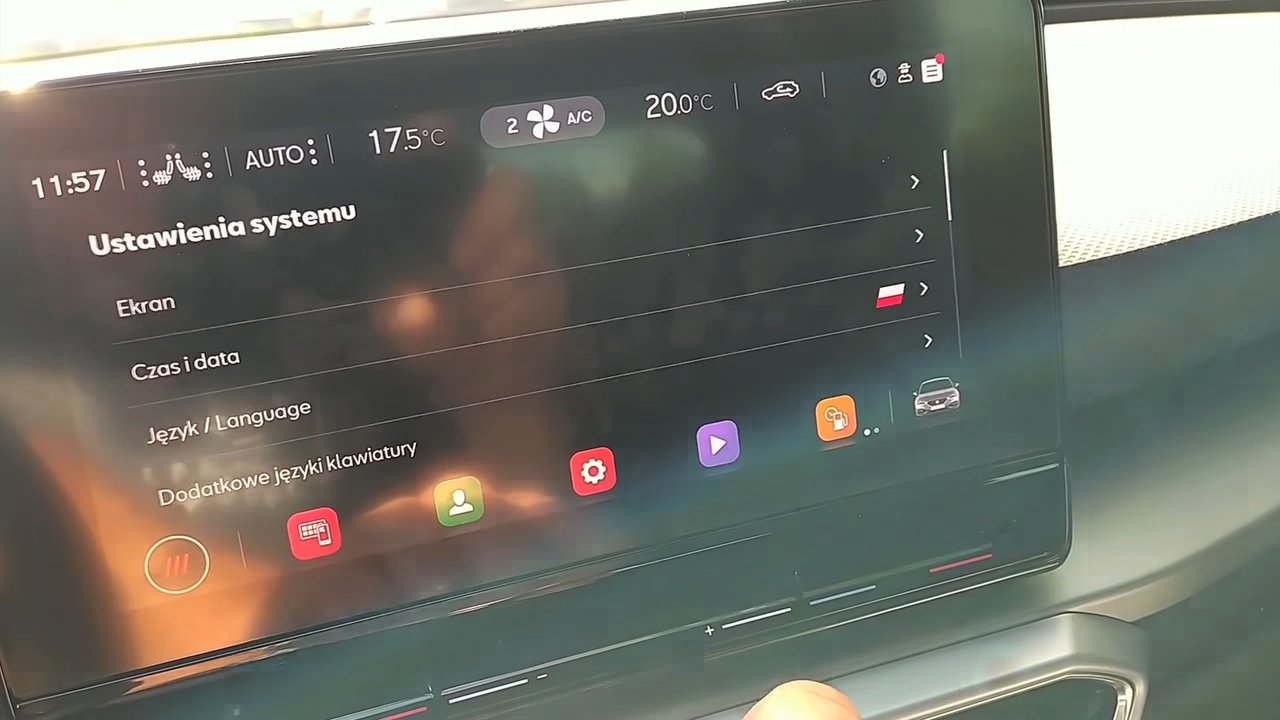 11:57 AUTO 17.5°C 2 A/C 20.0°C
Ustawienia systemu
Ekran
Czas i data
Język / Language
Dodatkowe języki klawiatury
+ -